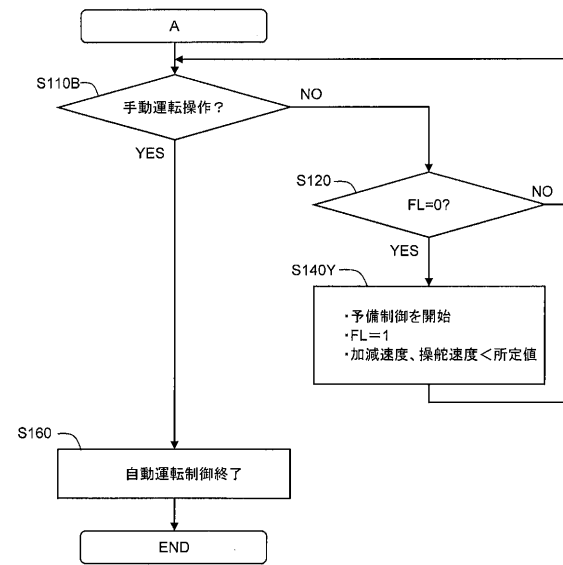 A
S110B
手動運転操作？
NO
YES
S120
FL=0?
NO
YES
S140Y
・予備制御を開始
・FL＝1
・加減速度、操舵速度＜所定値
S160
自動運転制御終了
END